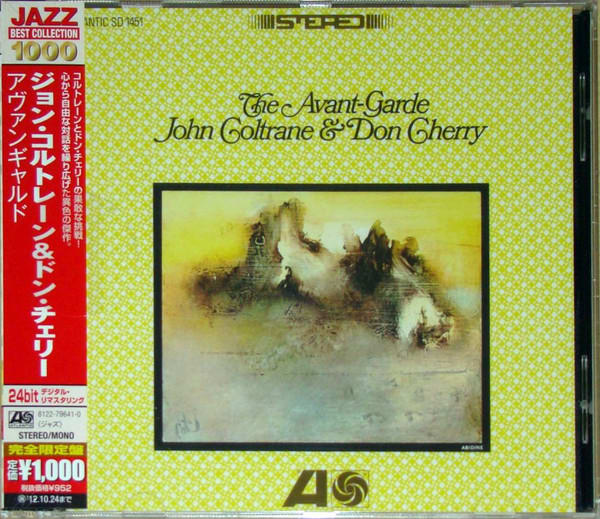 JAZZ
BEST COLLECTION
1000
コルトレーンとドン・チェリーの果敢な挑戦!
心から自由な対話を繰り広げた異色の傑作。
ジョン・コルトレーン&ドン・チェリー
アヴァンギャルド
24bit デジタル・
リマスタリング
8122-79641-0
(ジャズ)
STEREO/MONO
完全限定盤
定価¥1,000
税抜価格¥952
'12.10.24まで
ANTIC SD 1451
STEREO
The Avant-Garde
John Coltrane & Don Cherry
ABIDINE